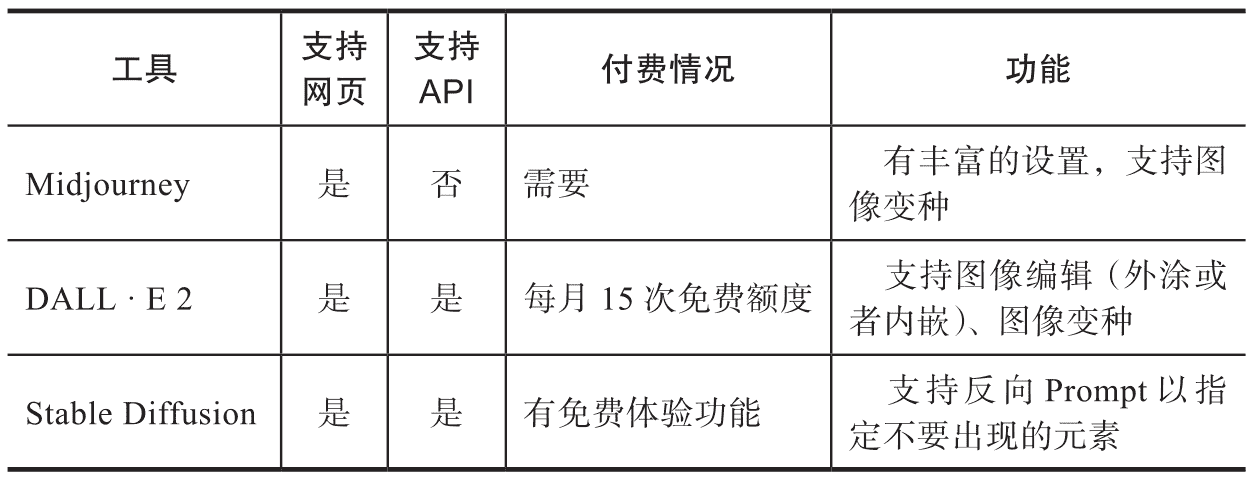 工具
支持
网页
支持
API
付费情况
功能
Midjourney
是
否
需要
有丰富的设置，支持图
像变种
DALL · E 2
是
是
每月 15 次免费额度
支持图像编辑（外涂或
者内嵌）、图像变种
Stable Diffusion
是
是
有免费体验功能
支持反向 Prompt 以指
定不要出现的元素